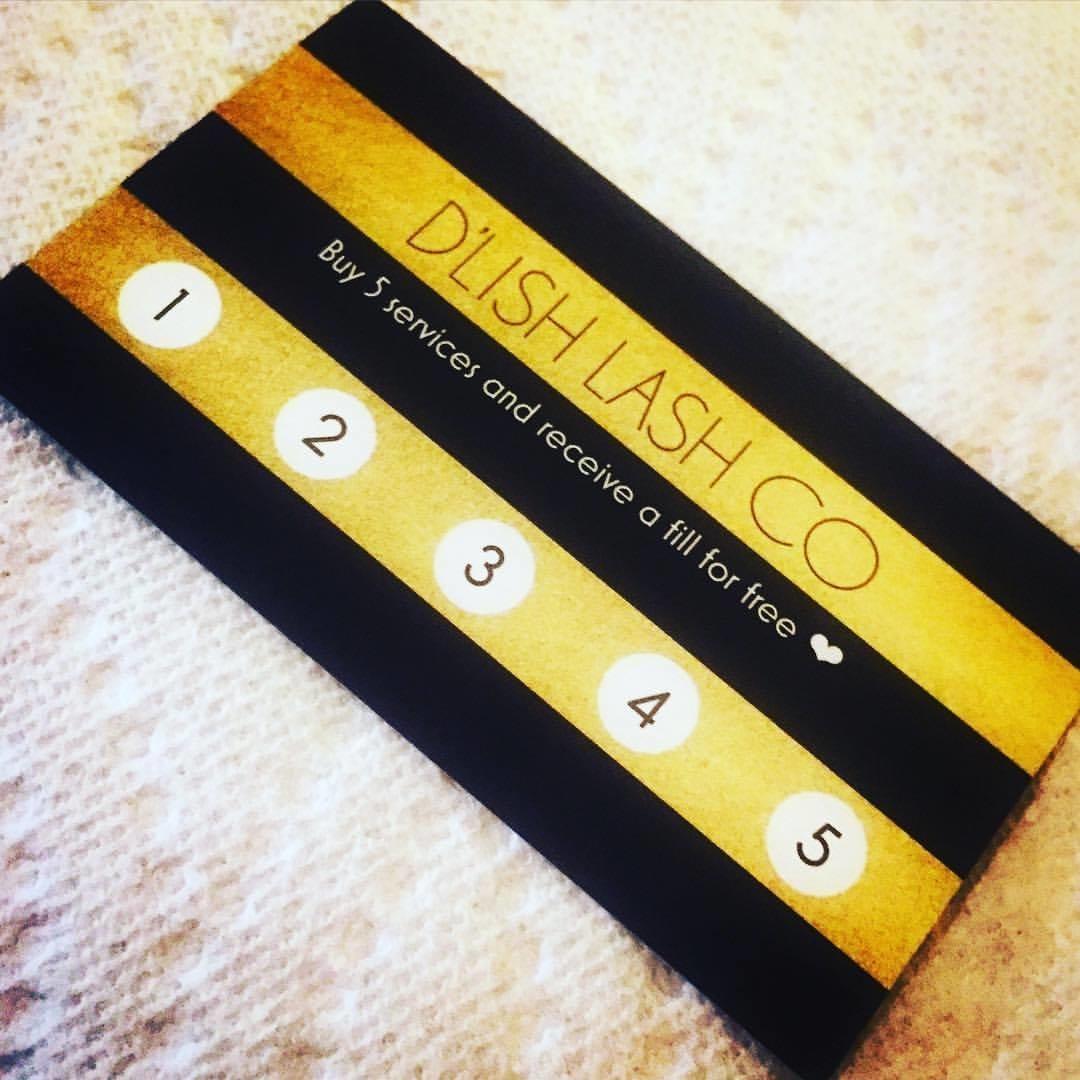 D'LISH LASH CO
Buy 5 services and receive a fill for free ❤
1 2 3 4 5